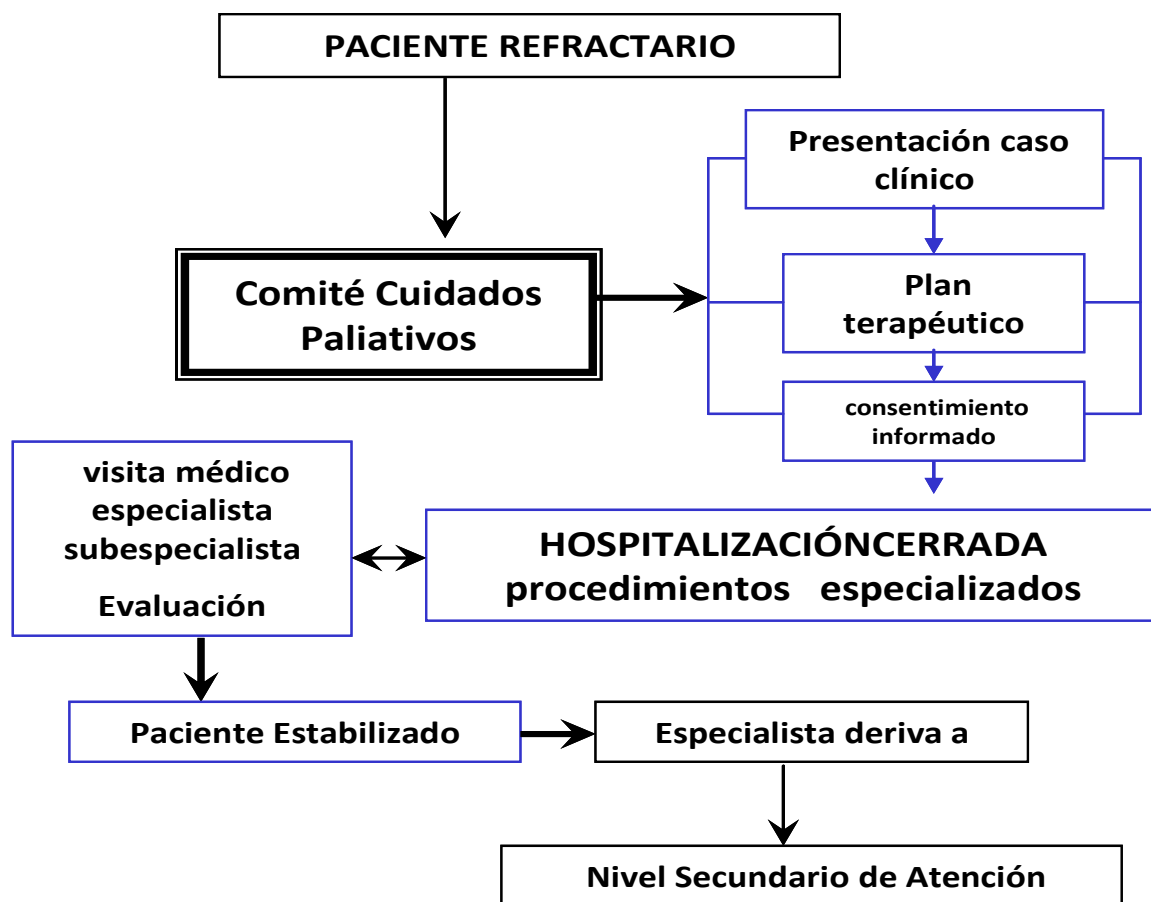 PACIENTE REFRACTARIO
Presentación caso
clínico
Comité Cuidados
Paliativos
Plan
terapéutico
consentimiento
informado
visita médico
especialista
subespecialista
Evaluación
HOSPITALIZACIÓNCERRADA
procedimientos especializados
Paciente Estabilizado
Especialista deriva a
Nivel Secundario de Atención